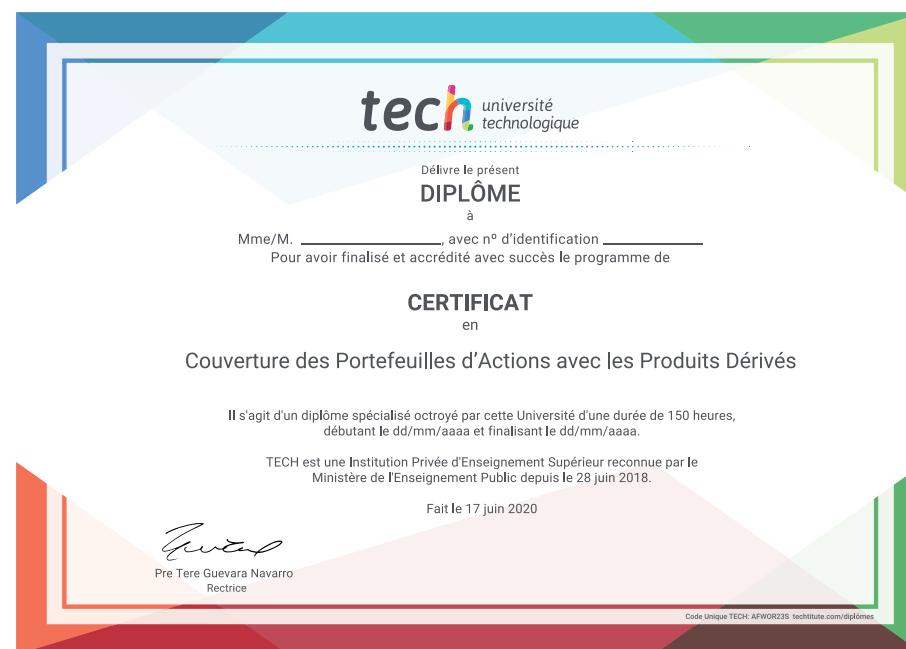 tech université
technologique
Délivre le présent
DIPLÔME
à
Mme/M. ____________________, avec nº d'identification ______________
Pour avoir finalisé et accrédité avec succès le programme de
CERTIFICAT
en
Couverture des Portefeuilles d'Actions avec les Produits Dérivés
Il s'agit d'un diplôme spécialisé octroyé par cette Université d'une durée de 150 heures,
débutant le dd/mm/aaaa et finalisant le dd/mm/aaaa.
TECH est une Institution Privée d'Enseignement Supérieur reconnue par le
Ministère de l'Enseignement Public depuis le 28 juin 2018.
Fait le 17 juin 2020
Pre Tere Guevara Navarro
Rectrice
Code Unique TECH: AFWOR23S techtitute.com/diplômes